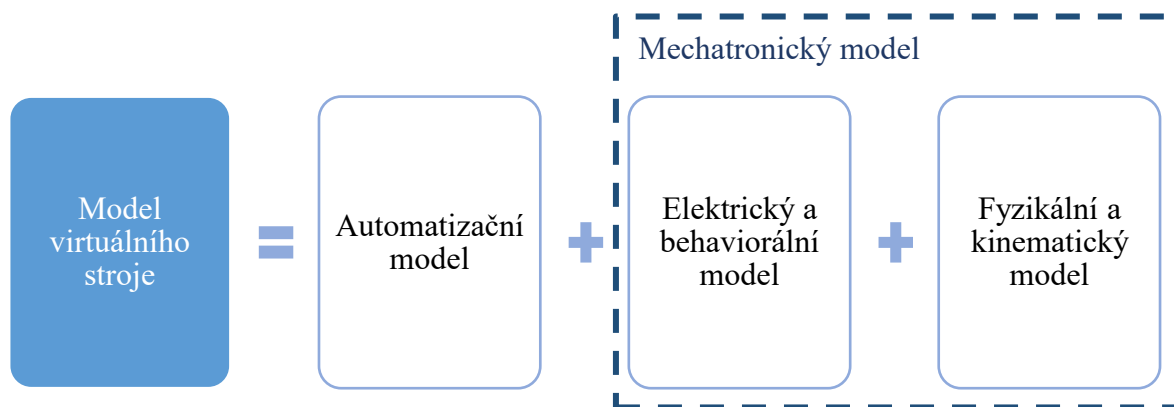 Mechatronický model
Model
virtuálního
stroje
=
Automatizační
model
+
Elektrický a
behaviorální
model
+
Fyzikální a
kinematický
model